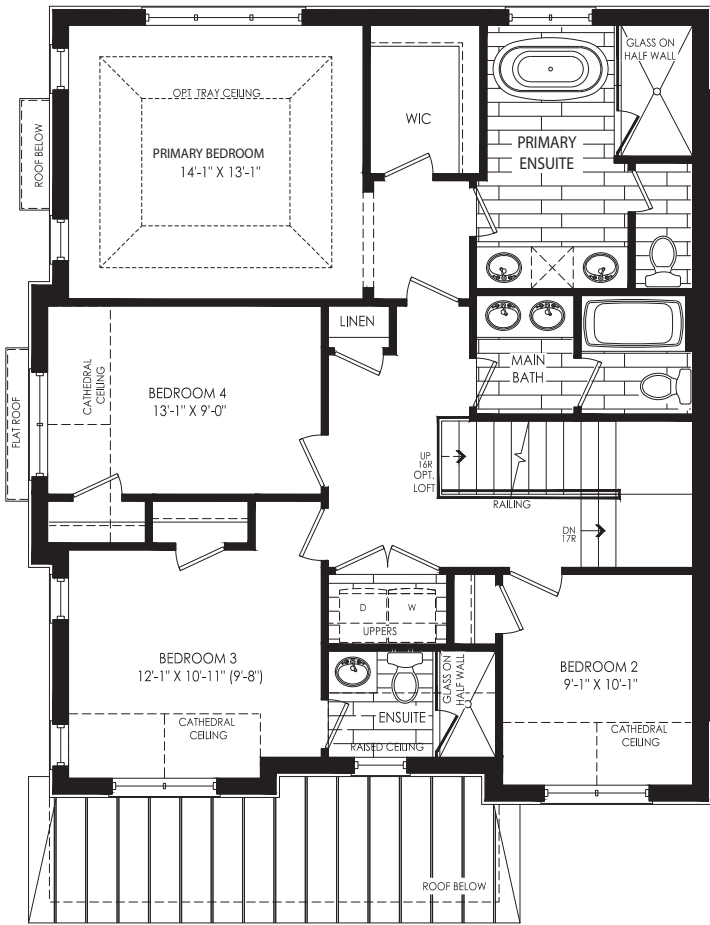 GLASS ON
HALF WALL
OPT. TRAY CEILING
WIC
ROOF BELOW
PRIMARY BEDROOM
14'-1" X 13'-1"
PRIMARY
ENSUITE
LINEN
MAIN
BATH
CATHEDRAL
CEILING
BEDROOM 4
13'-1" X 9'-0"
FLAT ROOF
UP
16R
OPT.
LOFT
RAILING
DN
17R
D
W
UPPERS
BEDROOM 3
12'-1" X 10'-11" (9'-8")
CATHEDRAL
CEILING
GLASS ON
HALF WALL
ENSUITE
RAISED CEILING
BEDROOM 2
9'-1" X 10'-1"
CATHEDRAL
CEILING
ROOF BELOW